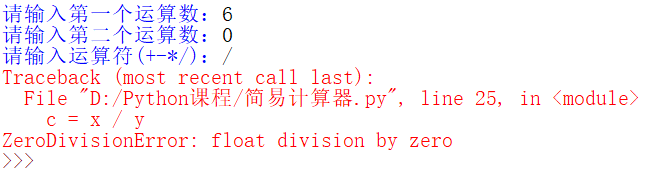 请输入第一个运算数：6
请输入第二个运算数：0
请输入运算符(+-*/)：/
Traceback (most recent call last):
  File "D:/Python课程/简易计算器.py", line 25, in <module>
    c = x / y
ZeroDivisionError: float division by zero
>>>